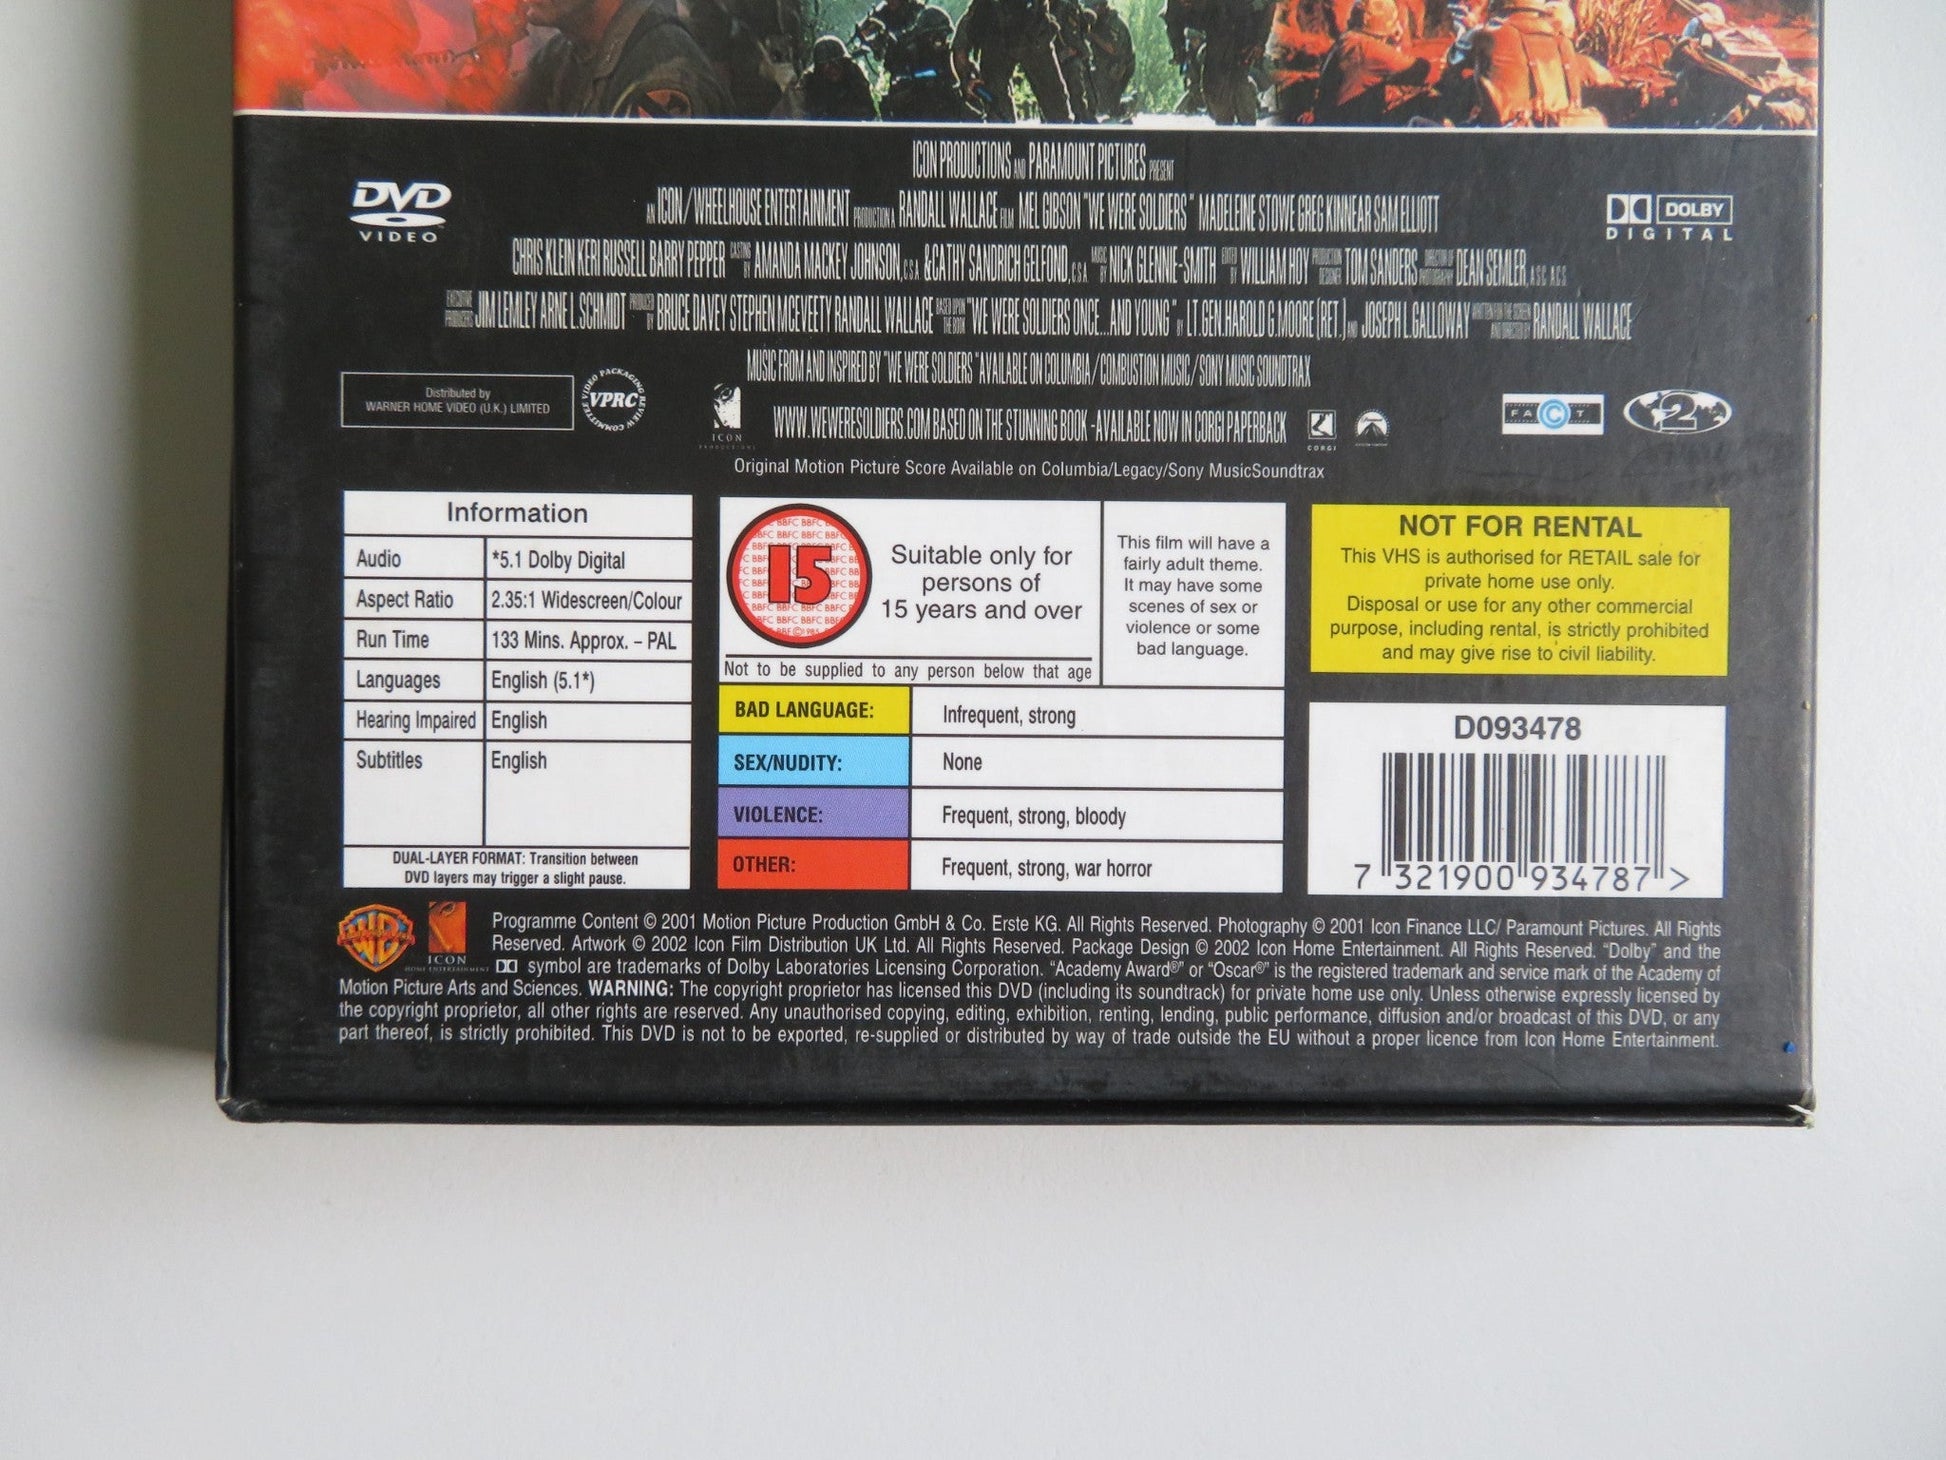 ICON PRODUCTIONS AND PARAMOUNT PICTURES PRESENT
AN ICON/WHEELHOUSE ENTERTAINMENT PRODUCTION A RANDALL WALLACE FILM MEL GIBSON "WE WERE SOLDIERS" MADELEINE STOWE GREG KINNEAR SAM ELLIOTT
CHRIS KLEIN KERI RUSSELL BARRY PEPPER CASTING BY AMANDA MACKEY JOHNSON, C.S.A. & CATHY SANDRICH GELFOND, C.S.A. MUSIC BY NICK GLENNIE-SMITH EDITED BY WILLIAM HOY PRODUCTION DESIGNER TOM SANDERS DIRECTOR OF PHOTOGRAPHY DEAN SEMLER, A.S.C. A.C.S.
EXECUTIVE PRODUCERS JIM LEMLEY ARNE L. SCHMIDT PRODUCED BY BRUCE DAVEY STEPHEN MCEVEETY RANDALL WALLACE BASED UPON THE BOOK "WE WERE SOLDIERS ONCE...AND YOUNG" BY LT. GEN. HAROLD G. MOORE (RET.) AND JOSEPH L. GALLOWAY WRITTEN FOR THE SCREEN AND DIRECTED BY RANDALL WALLACE
MUSIC FROM AND INSPIRED BY "WE WERE SOLDIERS" AVAILABLE ON COLUMBIA/COMBUSTION MUSIC/SONY MUSIC SOUNDTRAX
WWW.WEWERESOLDIERS.COM BASED ON THE STUNNING BOOK - AVAILABLE NOW IN CORGI PAPERBACK
Original Motion Picture Score Available on Columbia/Legacy/Sony MusicSoundtrax
DVD
VIDEO
DOLBY
DIGITAL
Distributed by
WARNER HOME VIDEO (U.K.) LIMITED
VIDEO PACKAGING REVIEW COMMITTEE
VPRC
ICON
PRODUCTIONS
CORGI
Paramount
FACT
2
Information
Audio *5.1 Dolby Digital
Aspect Ratio 2.35:1 Widescreen/Colour
Run Time 133 Mins. Approx. – PAL
Languages English (5.1*)
Hearing Impaired English
Subtitles English
DUAL-LAYER FORMAT: Transition between
DVD layers may trigger a slight pause.
15
Suitable only for
persons of
15 years and over
Not to be supplied to any person below that age
This film will have a
fairly adult theme.
It may have some
scenes of sex or
violence or some
bad language.
BAD LANGUAGE: Infrequent, strong
SEX/NUDITY: None
VIOLENCE: Frequent, strong, bloody
OTHER: Frequent, strong, war horror
NOT FOR RENTAL
This VHS is authorised for RETAIL sale for
private home use only.
Disposal or use for any other commercial
purpose, including rental, is strictly prohibited
and may give rise to civil liability.
D093478
7 321900 934787 >
WB
ICON
HOME ENTERTAINMENT
Programme Content © 2001 Motion Picture Production GmbH & Co. Erste KG. All Rights Reserved. Photography © 2001 Icon Finance LLC/ Paramount Pictures. All Rights
Reserved. Artwork © 2002 Icon Film Distribution UK Ltd. All Rights Reserved. Package Design © 2002 Icon Home Entertainment. All Rights Reserved. “Dolby” and the
symbol are trademarks of Dolby Laboratories Licensing Corporation. “Academy Award®” or “Oscar®” is the registered trademark and service mark of the Academy of
Motion Picture Arts and Sciences. WARNING: The copyright proprietor has licensed this DVD (including its soundtrack) for private home use only. Unless otherwise expressly licensed by
the copyright proprietor, all other rights are reserved. Any unauthorised copying, editing, exhibition, renting, lending, public performance, diffusion and/or broadcast of this DVD, or any
part thereof, is strictly prohibited. This DVD is not to be exported, re-supplied or distributed by way of trade outside the EU without a proper licence from Icon Home Entertainment.